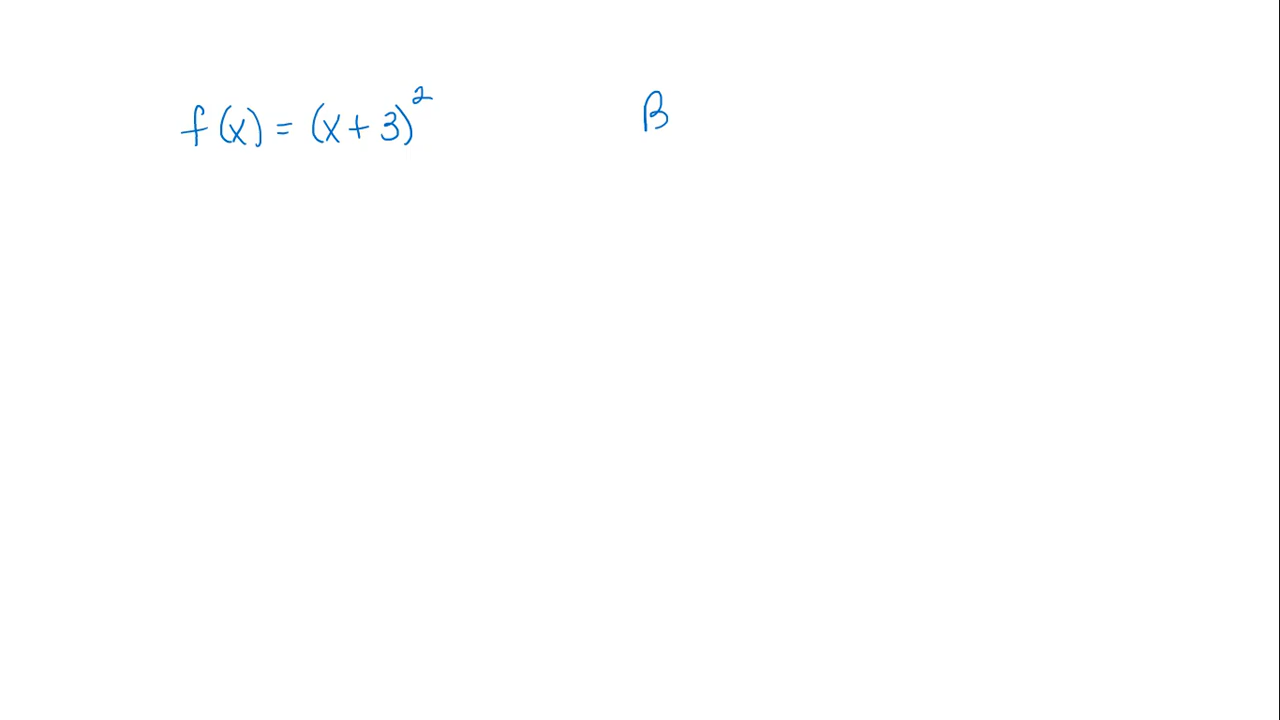 f(x) = (x+3)² B